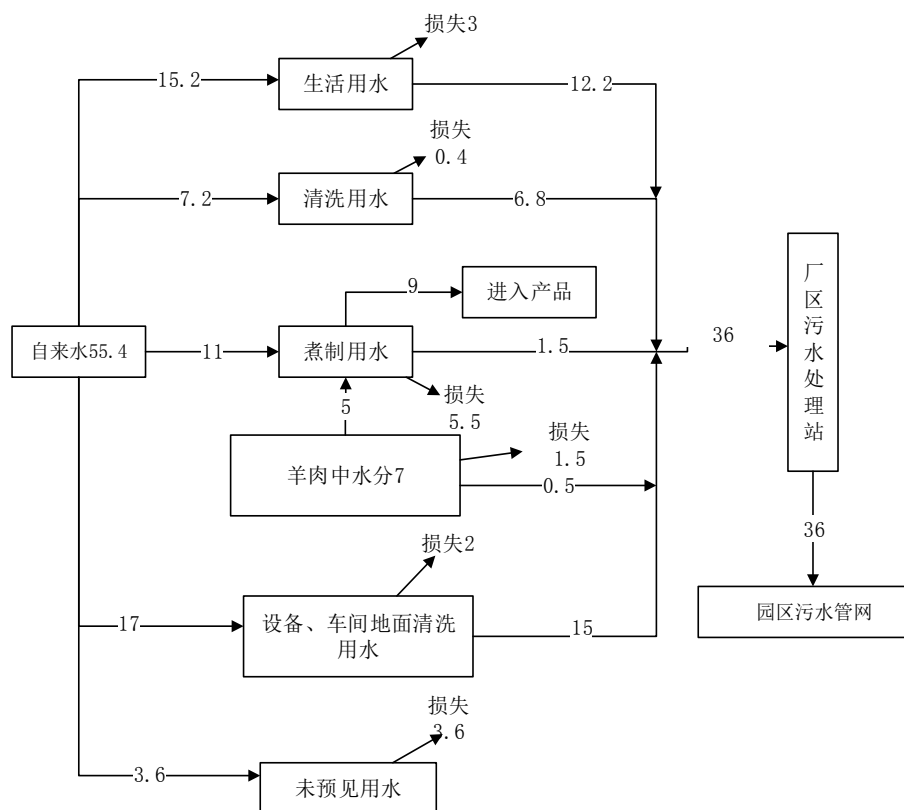 损失3
15.2
生活用水
12.2
损失
0.4
7.2
清洗用水
6.8
厂区污水处理站
9
进入产品
自来水55.4
11
煮制用水
1.5
36
5
损失
5.5
羊肉中水分7
损失
1.5
0.5
36
损失2
17
设备、车间地面清洗
用水
15
园区污水管网
损失
3.6
3.6
未预见用水